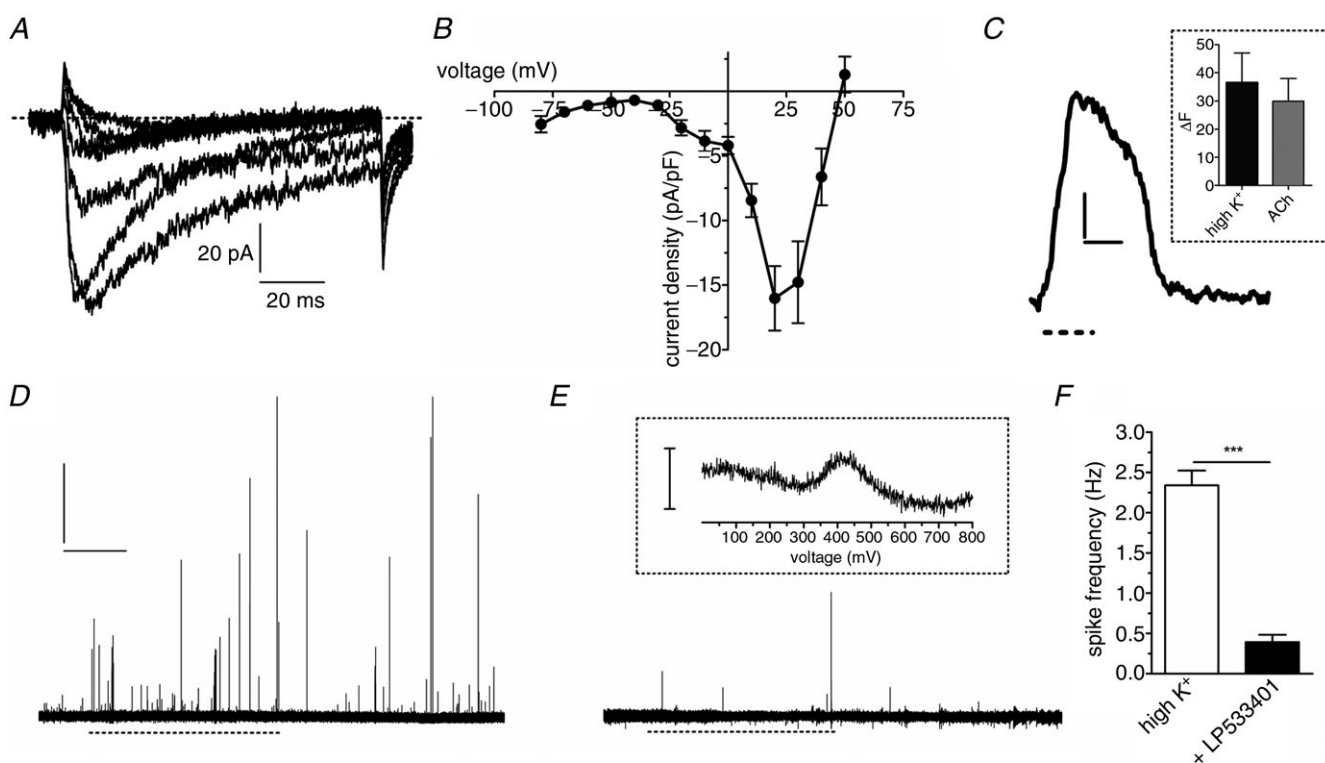 A
20 pA
20 ms
B
voltage (mV)
−100 −75 −50 −25 0 25 50 75
−5
−10
−15
−20
current density (pA/pF)
C
50
40
30
20
10
0
ΔF
high K+
ACh
D
E
100 200 300 400 500 600 700 800
voltage (mV)
F
3.0
2.5
2.0
1.5
1.0
0.5
0.0
spike frequency (Hz)
***
high K+
+ LP533401